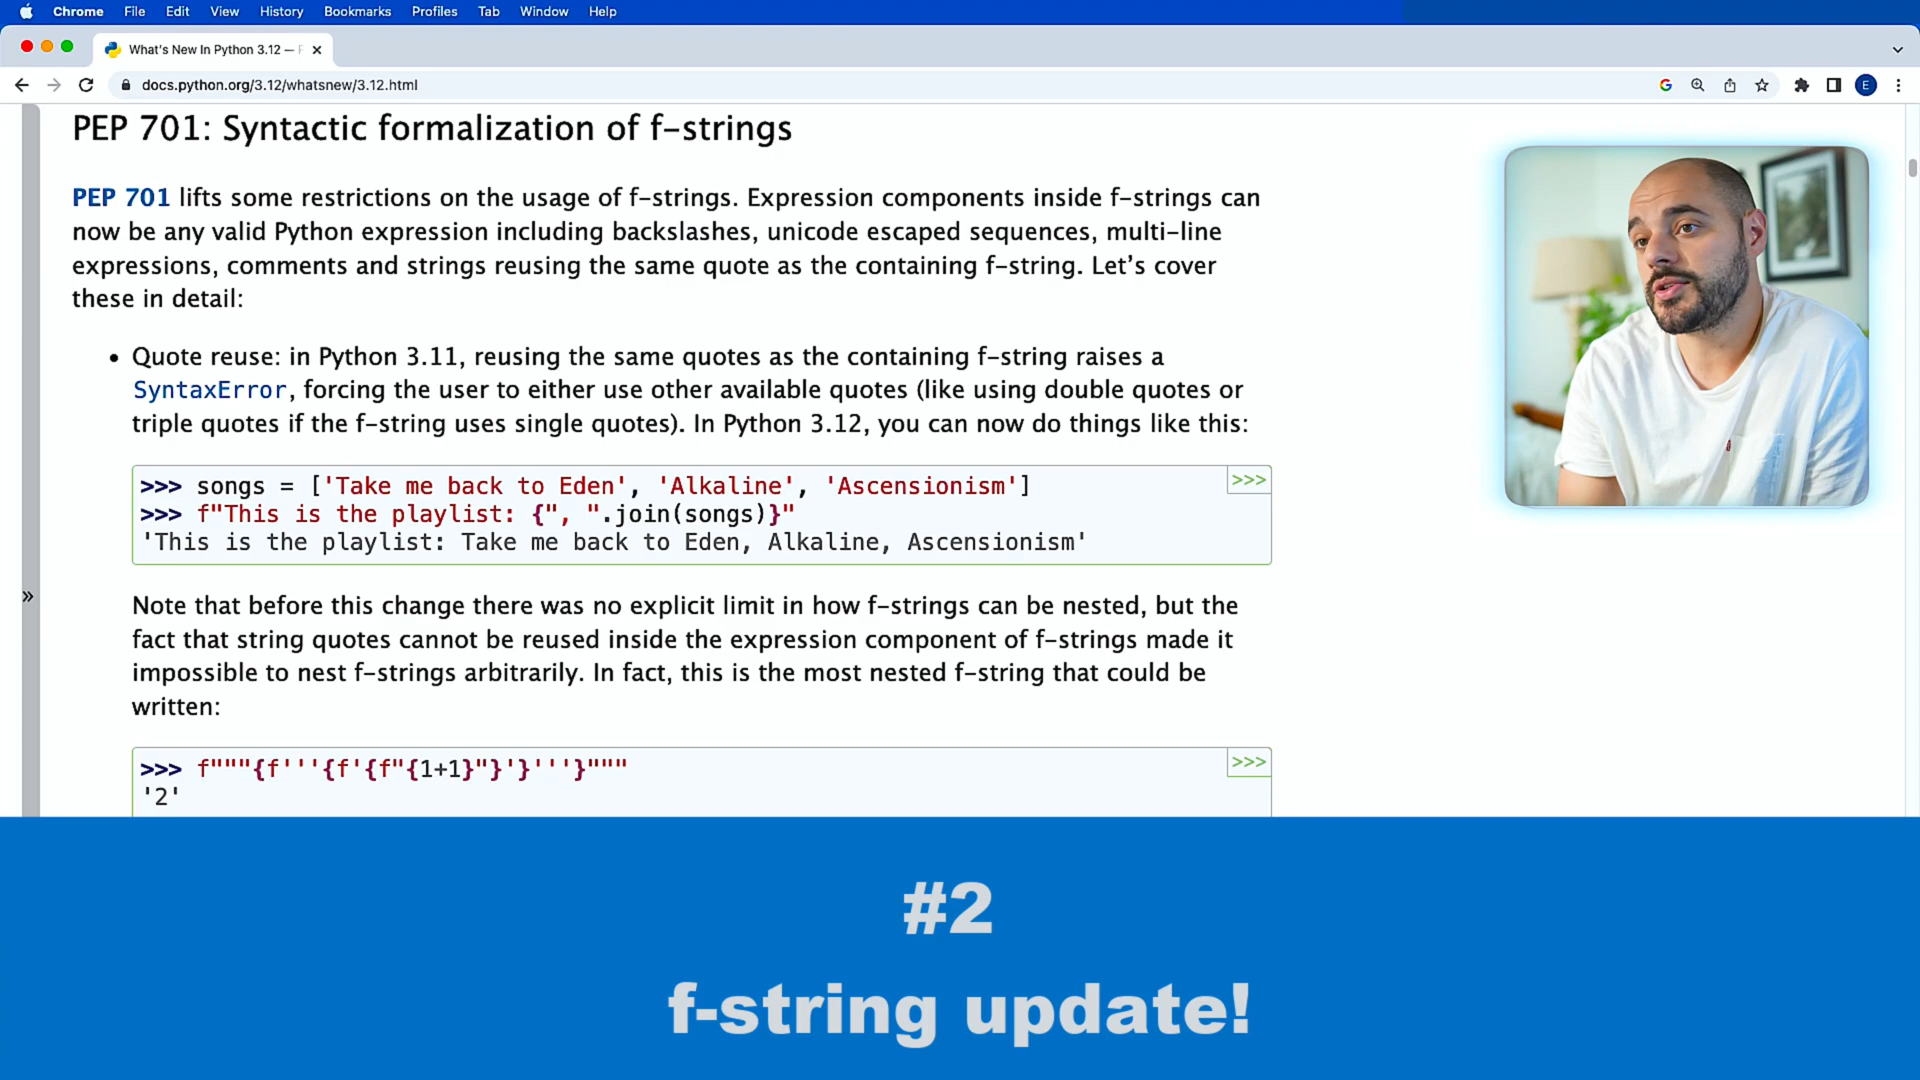 Chrome File Edit View History Bookmarks Profiles Tab Window Help
What's New In Python 3.12 —
docs.python.org/3.12/whatsnew/3.12.html
E
PEP 701: Syntactic formalization of f-strings
PEP 701 lifts some restrictions on the usage of f-strings. Expression components inside f-strings can
now be any valid Python expression including backslashes, unicode escaped sequences, multi-line
expressions, comments and strings reusing the same quote as the containing f-string. Let's cover
these in detail:
• Quote reuse: in Python 3.11, reusing the same quotes as the containing f-string raises a
SyntaxError, forcing the user to either use other available quotes (like using double quotes or
triple quotes if the f-string uses single quotes). In Python 3.12, you can now do things like this:
>>> songs = ['Take me back to Eden', 'Alkaline', 'Ascensionism'] >>>
>>> f"This is the playlist: {", ".join(songs)}"
'This is the playlist: Take me back to Eden, Alkaline, Ascensionism'
»
Note that before this change there was no explicit limit in how f-strings can be nested, but the
fact that string quotes cannot be reused inside the expression component of f-strings made it
impossible to nest f-strings arbitrarily. In fact, this is the most nested f-string that could be
written:
>>> f"""{f'''{f'{f"{1+1}"}'}'''}""" >>>
'2'
#2
f-string update!